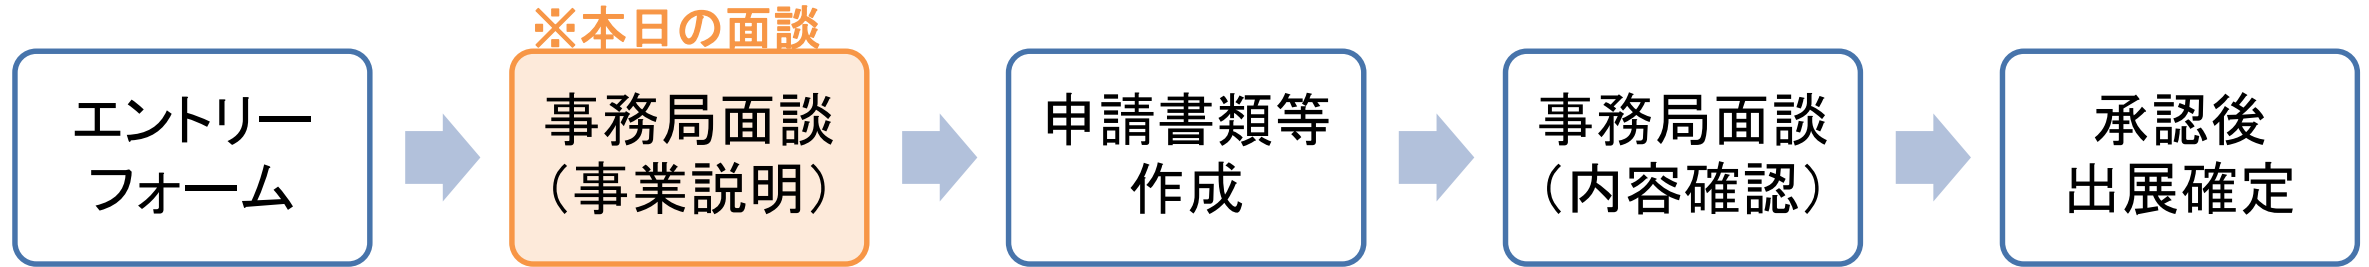 ※本日の面談
エントリー
フォーム
事務局面談
（事業説明）
申請書類等
作成
事務局面談
（内容確認）
承認後
出展確定